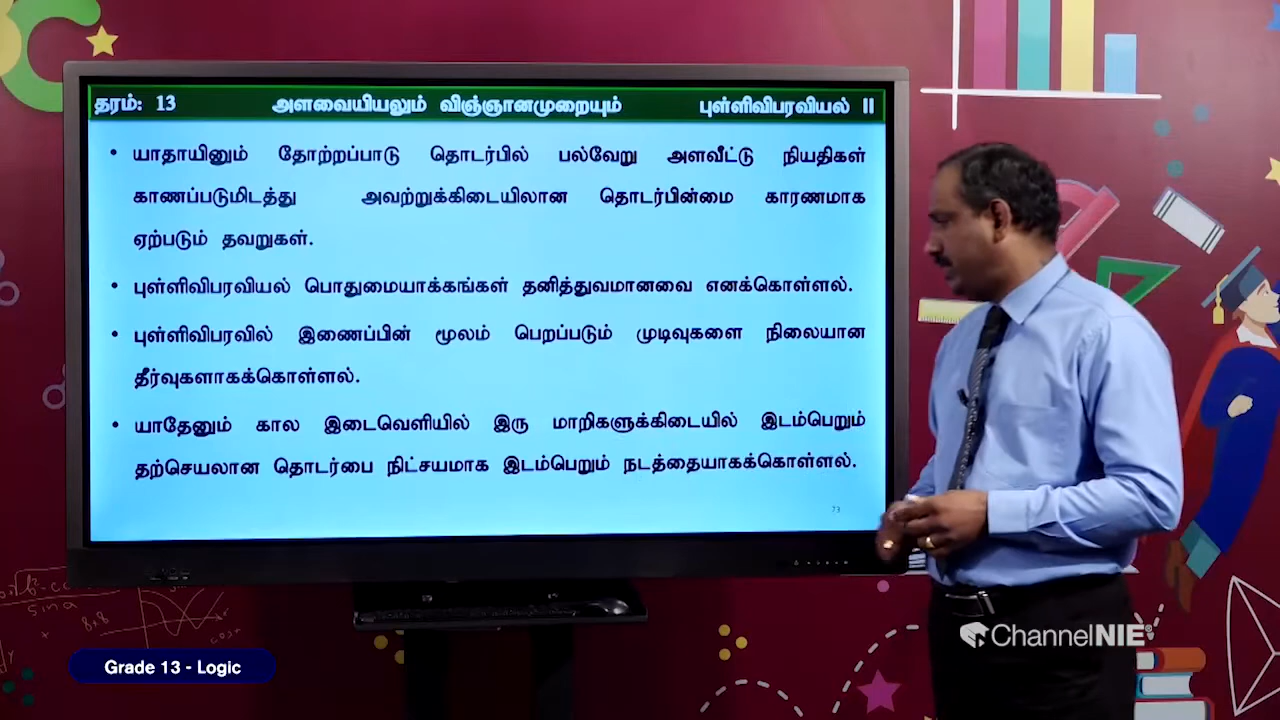 தரம்: 13 அளவையியலும் விஞ்ஞானமுறையும் புள்ளிவிபரவியல் II
• யாதாயினும் தோற்றப்பாடு தொடர்பில் பல்வேறு அளவீட்டு நியதிகள்
காணப்படுமிடத்து அவற்றுக்கிடையிலான தொடர்பின்மை காரணமாக
ஏற்படும் தவறுகள்.
• புள்ளிவிபரவியல் பொதுமையாக்கங்கள் தனித்துவமானவை எனக்கொள்ளல்.
• புள்ளிவிபரவில் இணைப்பின் மூலம் பெறப்படும் முடிவுகளை நிலையான
தீர்வுகளாகக்கொள்ளல்.
• யாதேனும் கால இடைவெளியில் இரு மாறிகளுக்கிடையில் இடம்பெறும்
தற்செயலான தொடர்பை நிட்சயமாக இடம்பெறும் நடத்தையாகக்கொள்ளல்.
73
ChannelNIE
Grade 13 - Logic